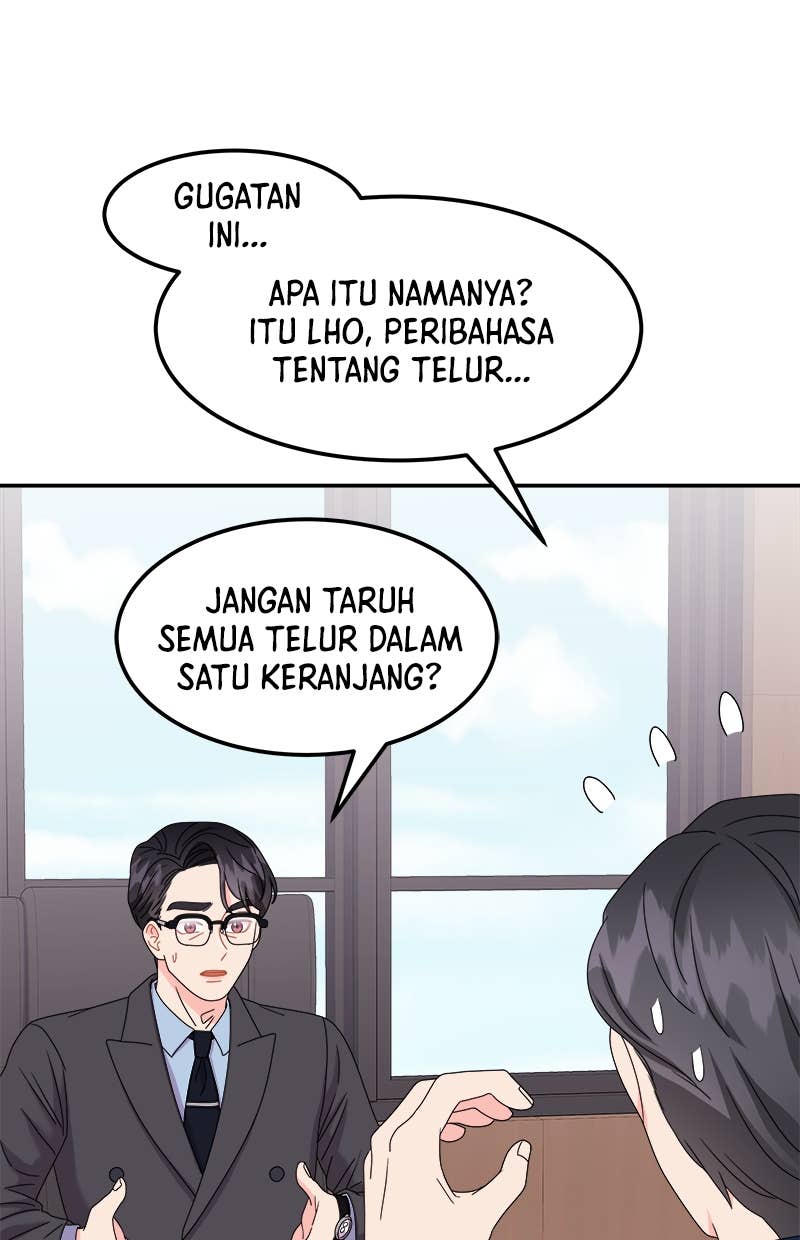 GUGATAN
INI...
APA ITU NAMANYA?
ITU LHO, PERIBAHASA
TENTANG TELUR...
JANGAN TARUH
SEMUA TELUR DALAM
SATU KERANJANG?